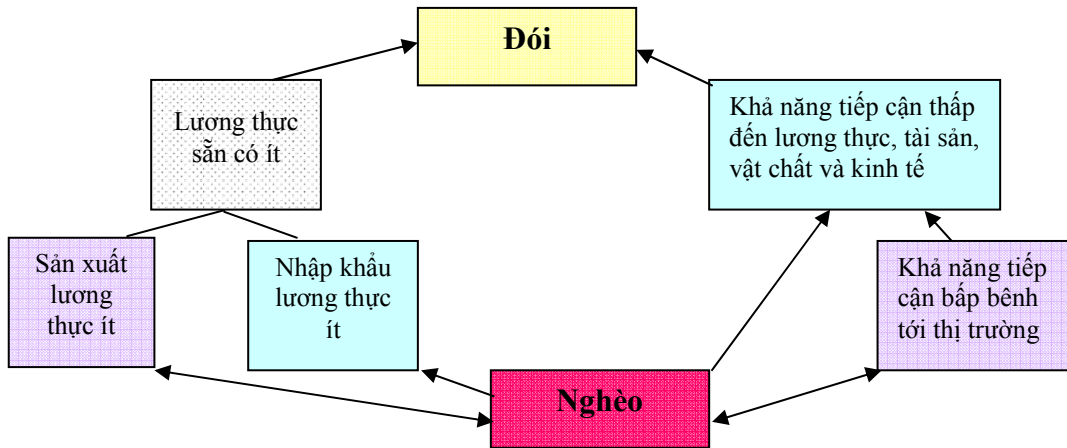 Đói
Lương thực
sẵn có ít
Khả năng tiếp cận thấp
đến lương thực, tài sản,
vật chất và kinh tế
Sản xuất
lương
thực ít
Nhập khẩu
lương thực
ít
Khả năng tiếp
cận bấp bênh
tới thị trường
Nghèo